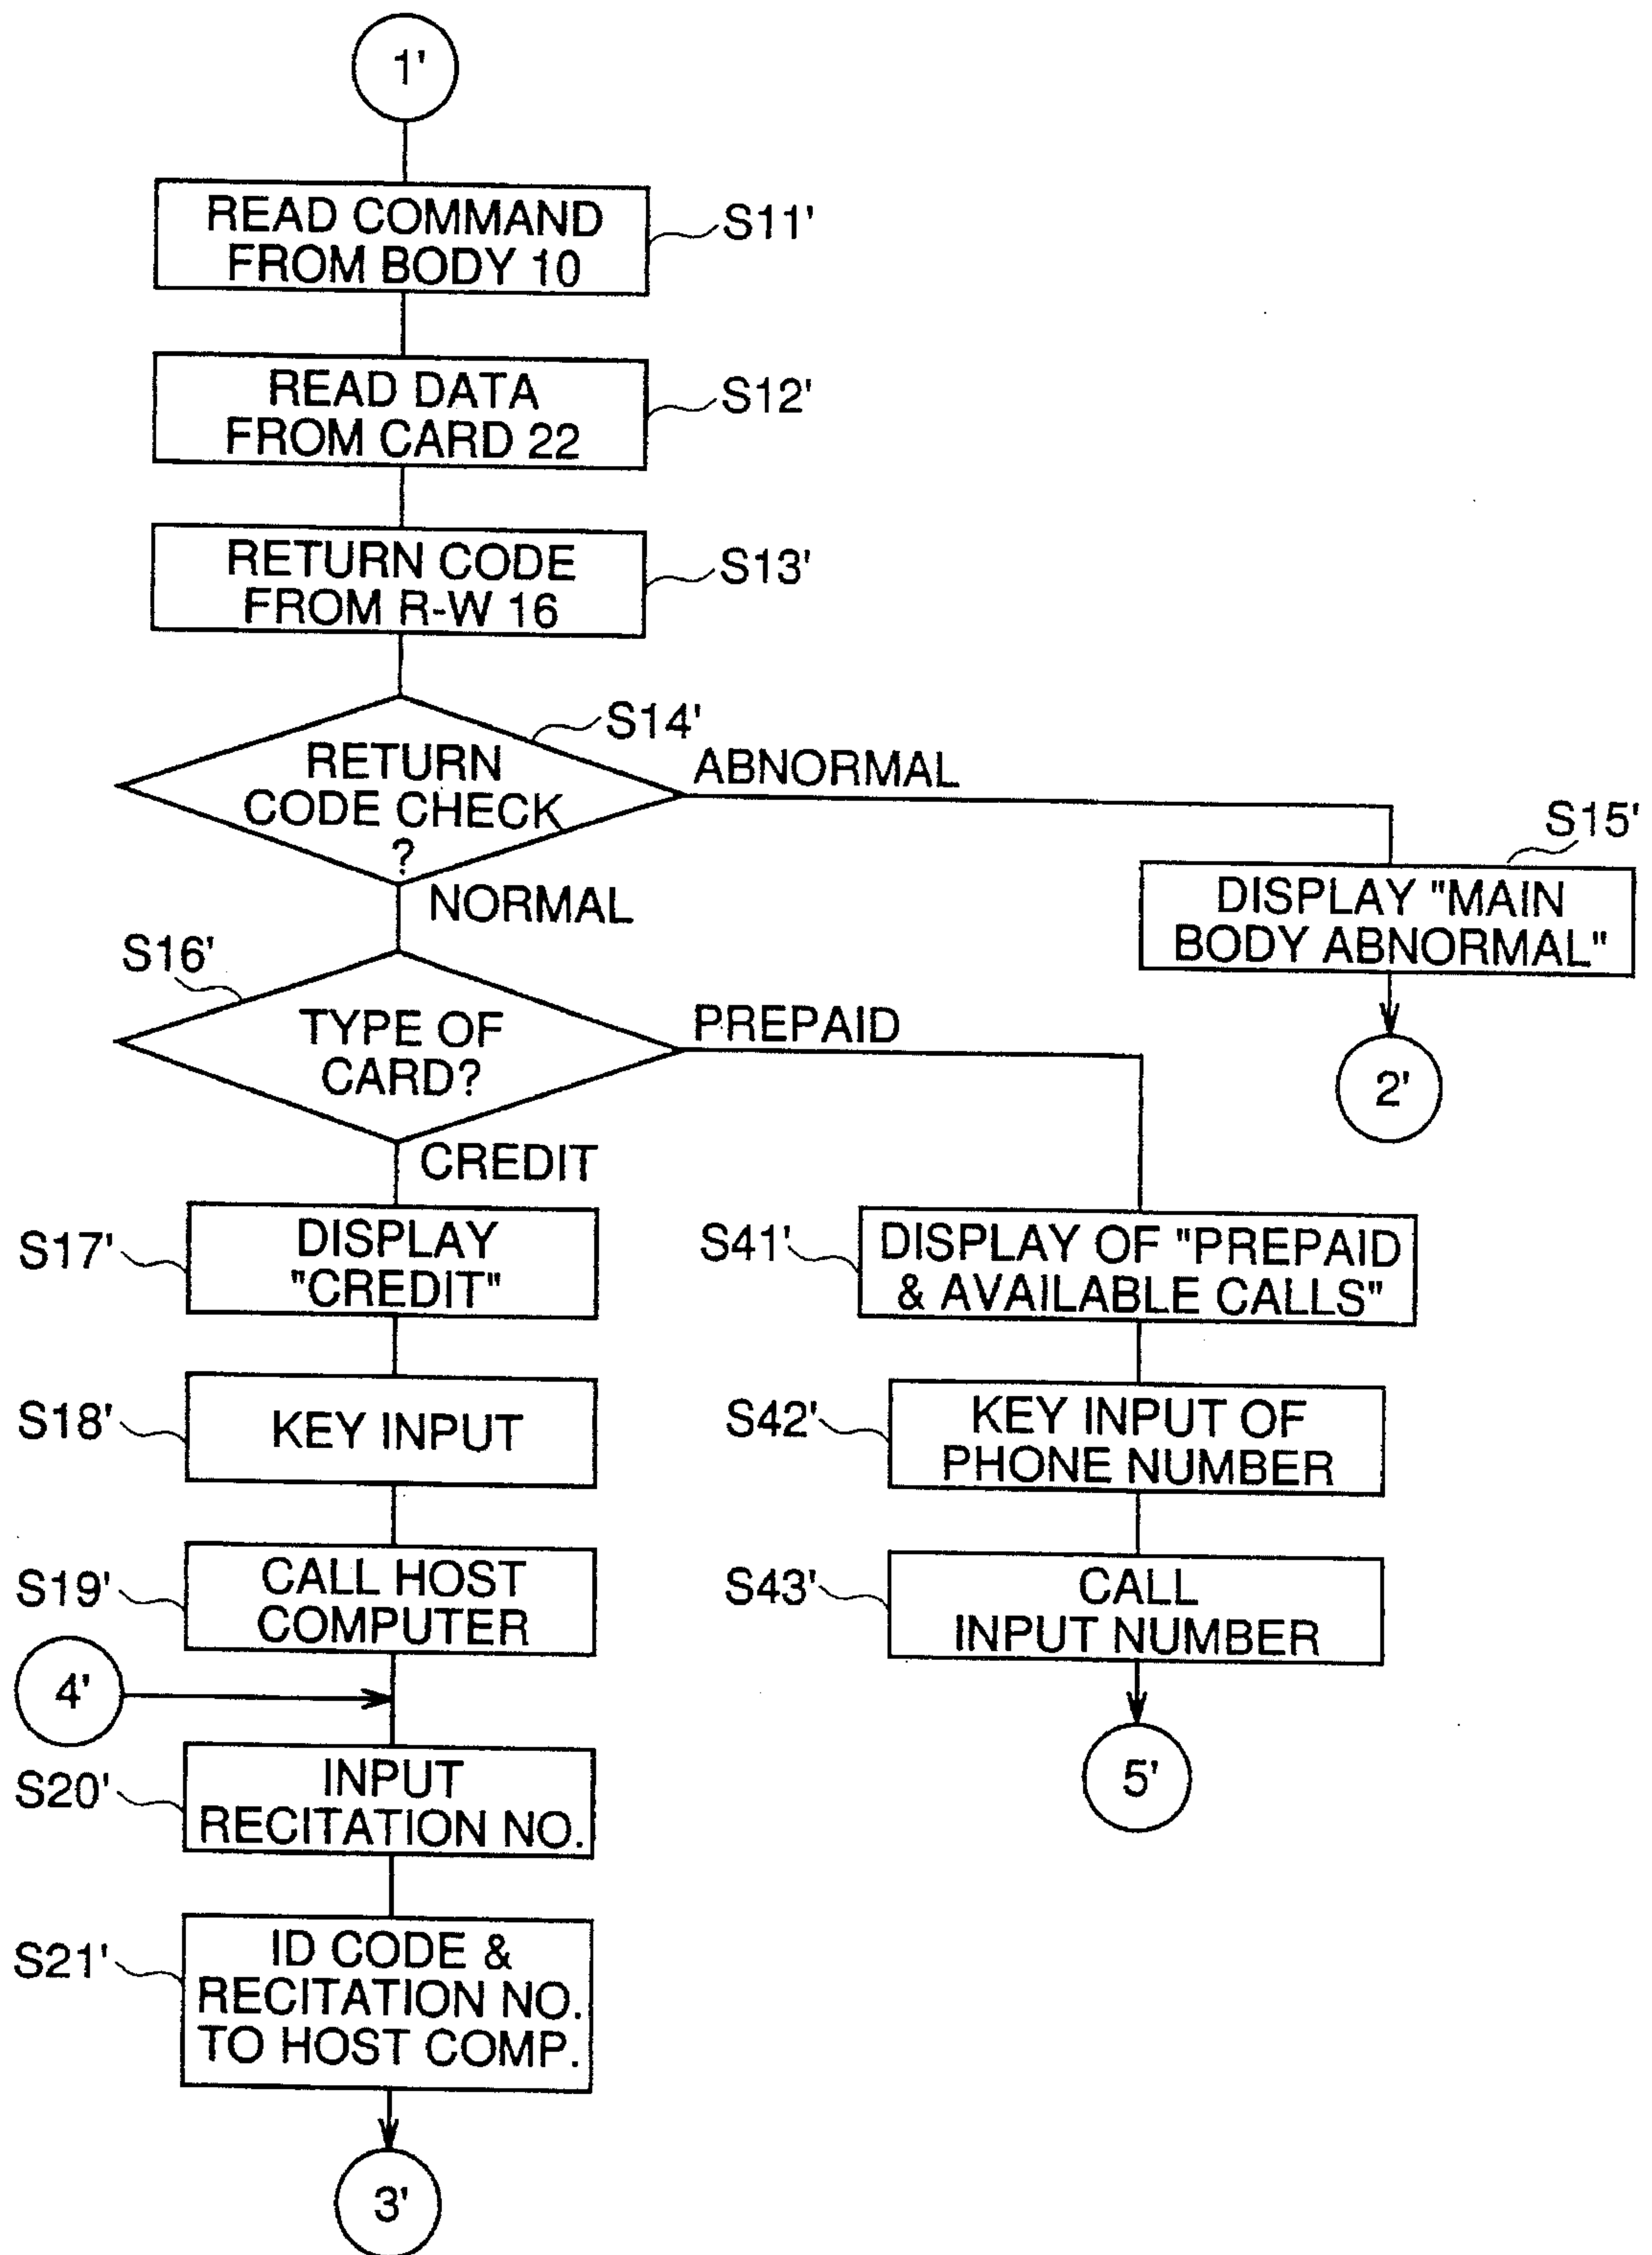 1'
READ COMMAND
FROM BODY 10
S11'
READ DATA
FROM CARD 22
S12'
RETURN CODE
FROM R-W 16
S13'
S14'
RETURN
CODE CHECK
?
ABNORMAL
NORMAL
S15'
DISPLAY "MAIN
BODY ABNORMAL"
2'
S16'
TYPE OF
CARD?
PREPAID
CREDIT
S17'
DISPLAY
"CREDIT"
S41'
DISPLAY OF "PREPAID
& AVAILABLE CALLS"
S18'
KEY INPUT
S42'
KEY INPUT OF
PHONE NUMBER
S19'
CALL HOST
COMPUTER
S43'
CALL
INPUT NUMBER
4'
5'
S20'
INPUT
RECITATION NO.
S21'
ID CODE &
RECITATION NO.
TO HOST COMP.
3'